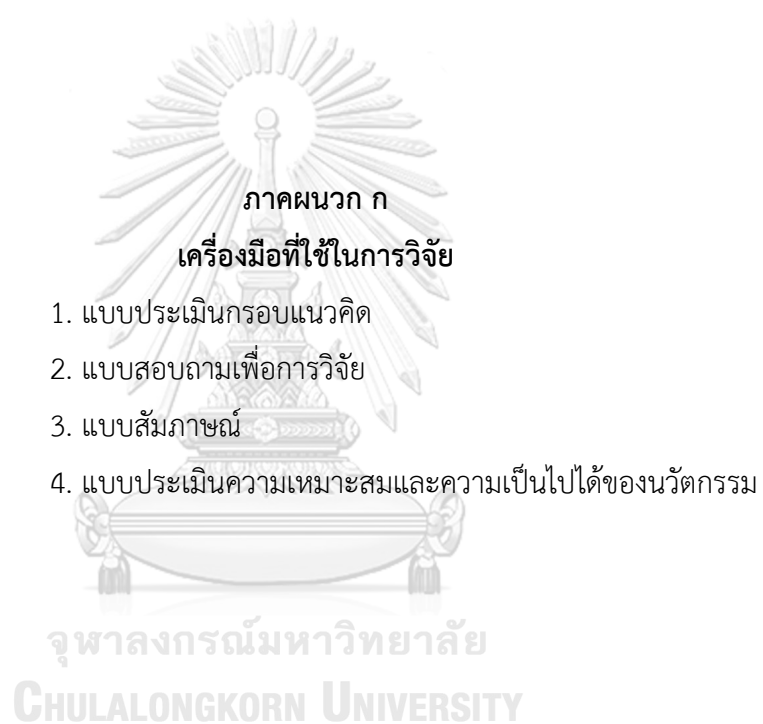 ภาคผนวก ก
เครื่องมือที่ใช้ในการวิจัย
1. แบบประเมินกรอบแนวคิด
2. แบบสอบถามเพื่อการวิจัย
3. แบบสัมภาษณ์
4. แบบประเมินความเหมาะสมและความเป็นไปได้ของนวัตกรรม
จุฬาลงกรณ์มหาวิทยาลัย
CHULALONGKORN UNIVERSITY